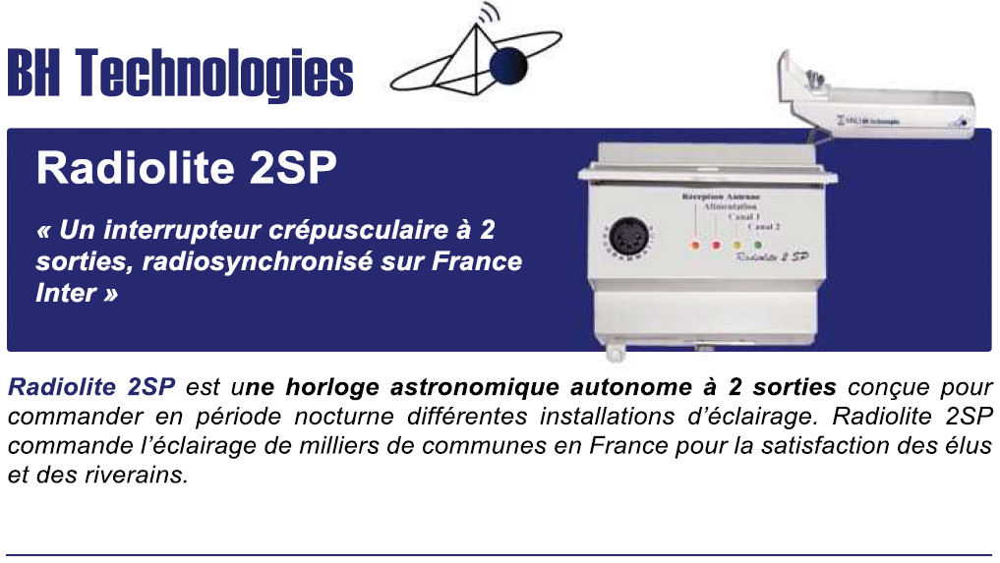 BH Technologies
BH Technologies
Radiolite 2SP
« Un interrupteur crépusculaire à 2
sorties, radiosynchronisé sur France
Inter »
Réception Antenne
Alimentation
Canal 1
Canal 2
Radiolite 2 SP
Radiolite 2SP est une horloge astronomique autonome à 2 sorties conçue pour
commander en période nocturne différentes installations d’éclairage. Radiolite 2SP
commande l’éclairage de milliers de communes en France pour la satisfaction des élus
et des riverains.